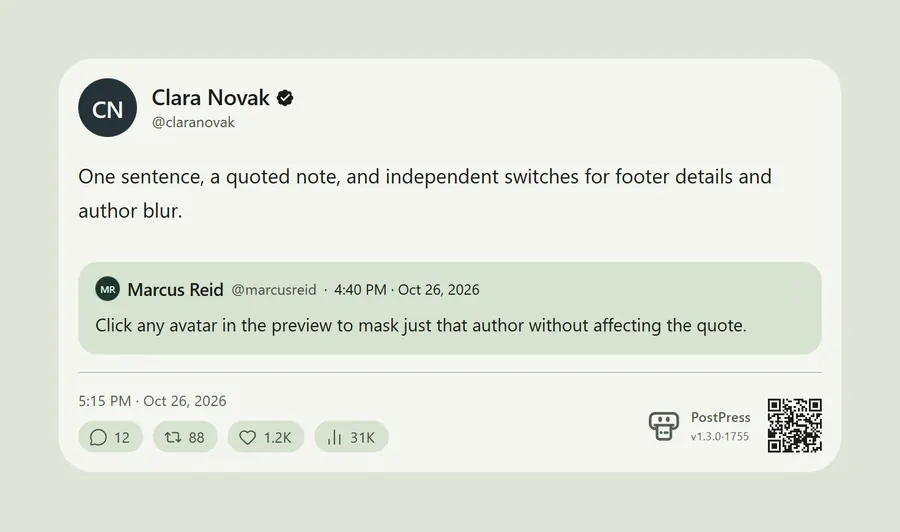 CN
Clara Novak
@claranovak
One sentence, a quoted note, and independent switches for footer details and
author blur.
MR Marcus Reid @marcusreid · 4:40 PM · Oct 26, 2026
Click any avatar in the preview to mask just that author without affecting the quote.
5:15 PM · Oct 26, 2026
12 88 1.2K 31K
PostPress
v1.3.0·1755